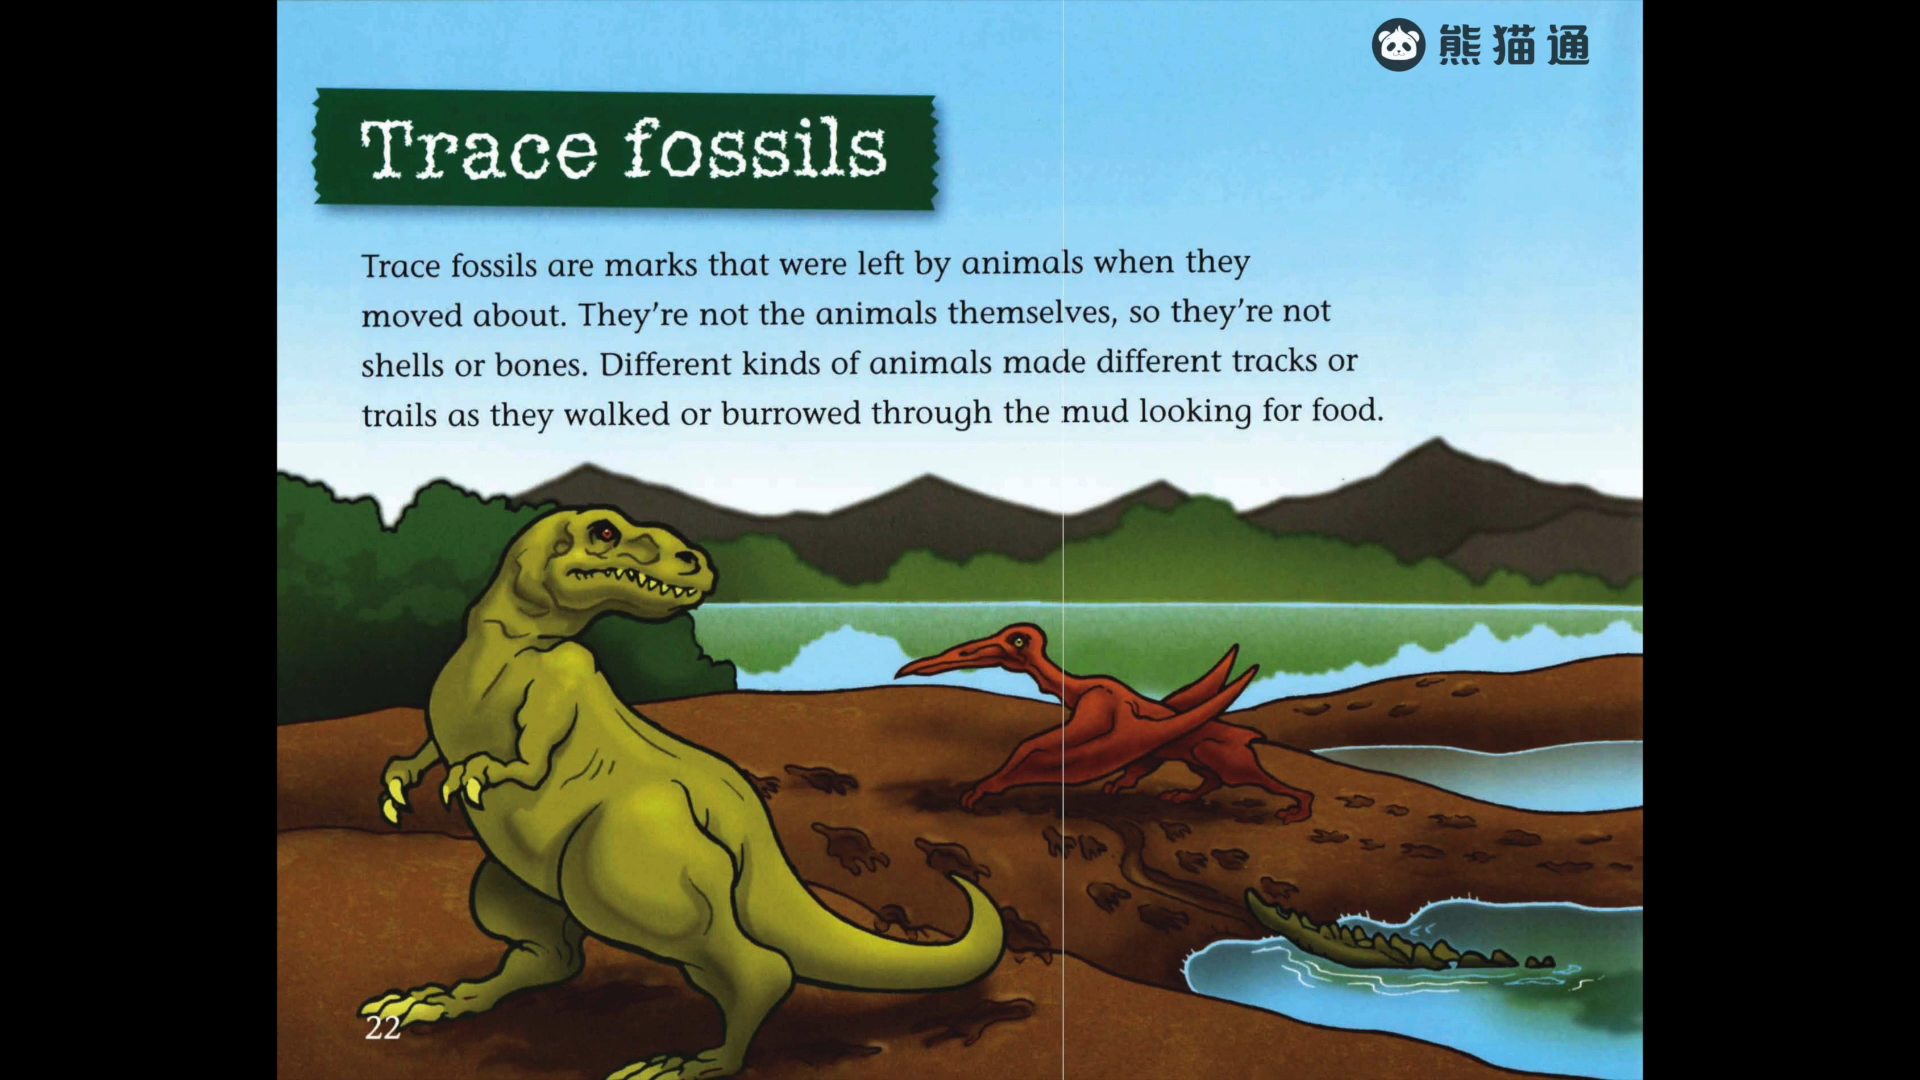 熊猫通
Trace fossils
Trace fossils are marks that were left by animals when they
moved about. They’re not the animals themselves, so they’re not
shells or bones. Different kinds of animals made different tracks or
trails as they walked or burrowed through the mud looking for food.
22